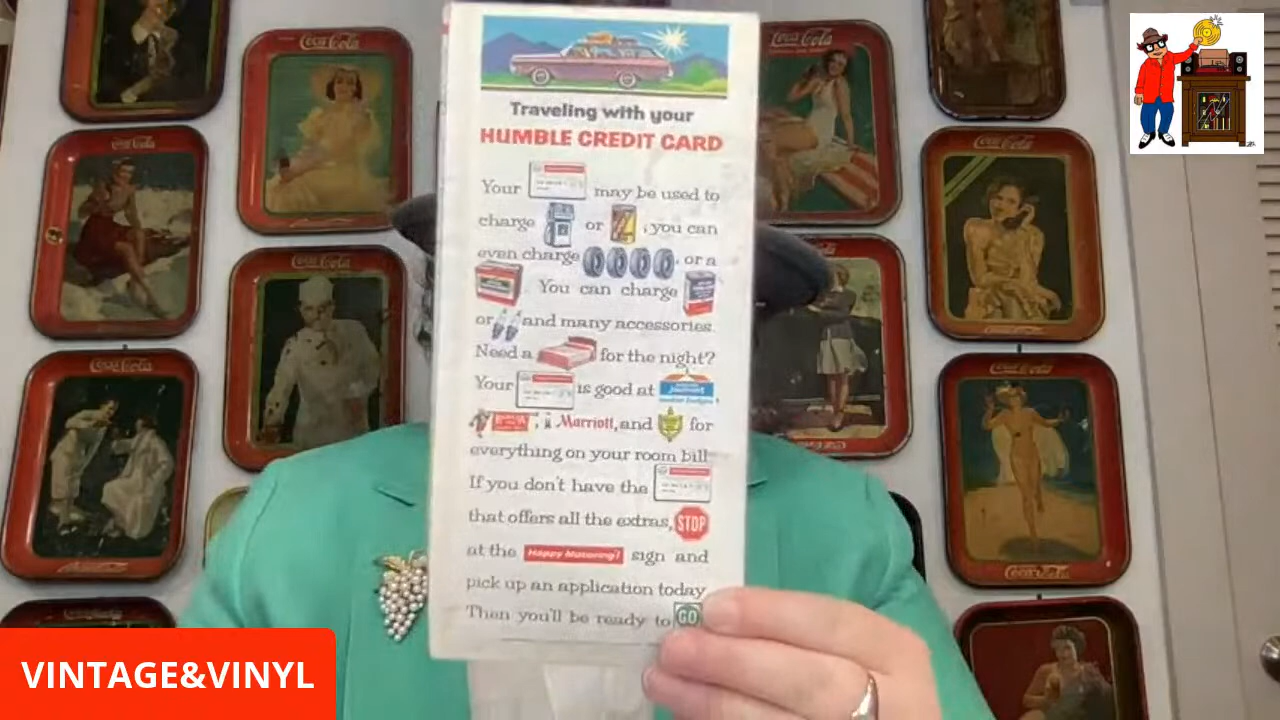 Coca-Cola
Coca-Cola
Coca-Cola
Coca-Cola
Coca-Cola
Coca-Cola
Coca-Cola
Coca-Cola
Traveling with your
HUMBLE CREDIT CARD
Your may be used to
charge or , you can
even charge , or a
. You can charge
or and many accessories.
Need a for the night?
Your is good at
, Marriott, and for
everything on your room bill
If you don't have the
that offers all the extras, STOP
at the Happy Motoring! sign and
pick up an application today
Then you'll be ready to GO
Coca-Cola
VINTAGE&VINYL